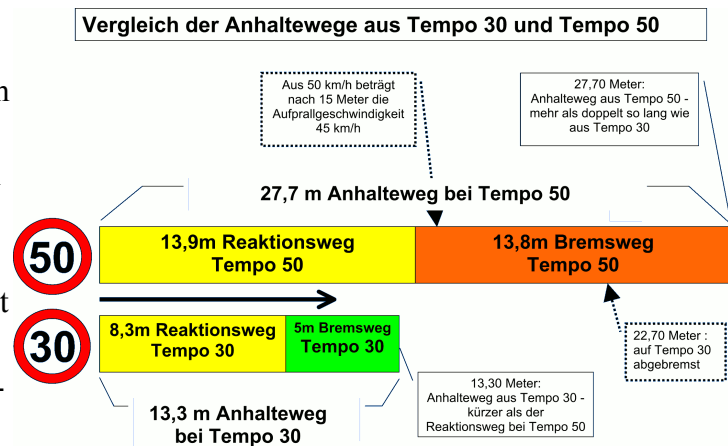 Vergleich der Anhaltewege aus Tempo 30 und Tempo 50
Aus 50 km/h beträgt
nach 15 Meter die
Aufprallgeschwindigkeit
45 km/h
27,70 Meter:
Anhalteweg aus Tempo 50 -
mehr als doppelt so lang wie
aus Tempo 30
27,7 m Anhalteweg bei Tempo 50
50
13,9m Reaktionsweg
Tempo 50
13,8m Bremsweg
Tempo 50
30
8,3m Reaktionsweg
Tempo 30
5m Bremsweg
Tempo 30
22,70 Meter :
auf Tempo 30
abgebremst
13,30 Meter:
Anhalteweg aus Tempo 30 -
kürzer als der
Reaktionsweg bei Tempo 50
13,3 m Anhalteweg
bei Tempo 30